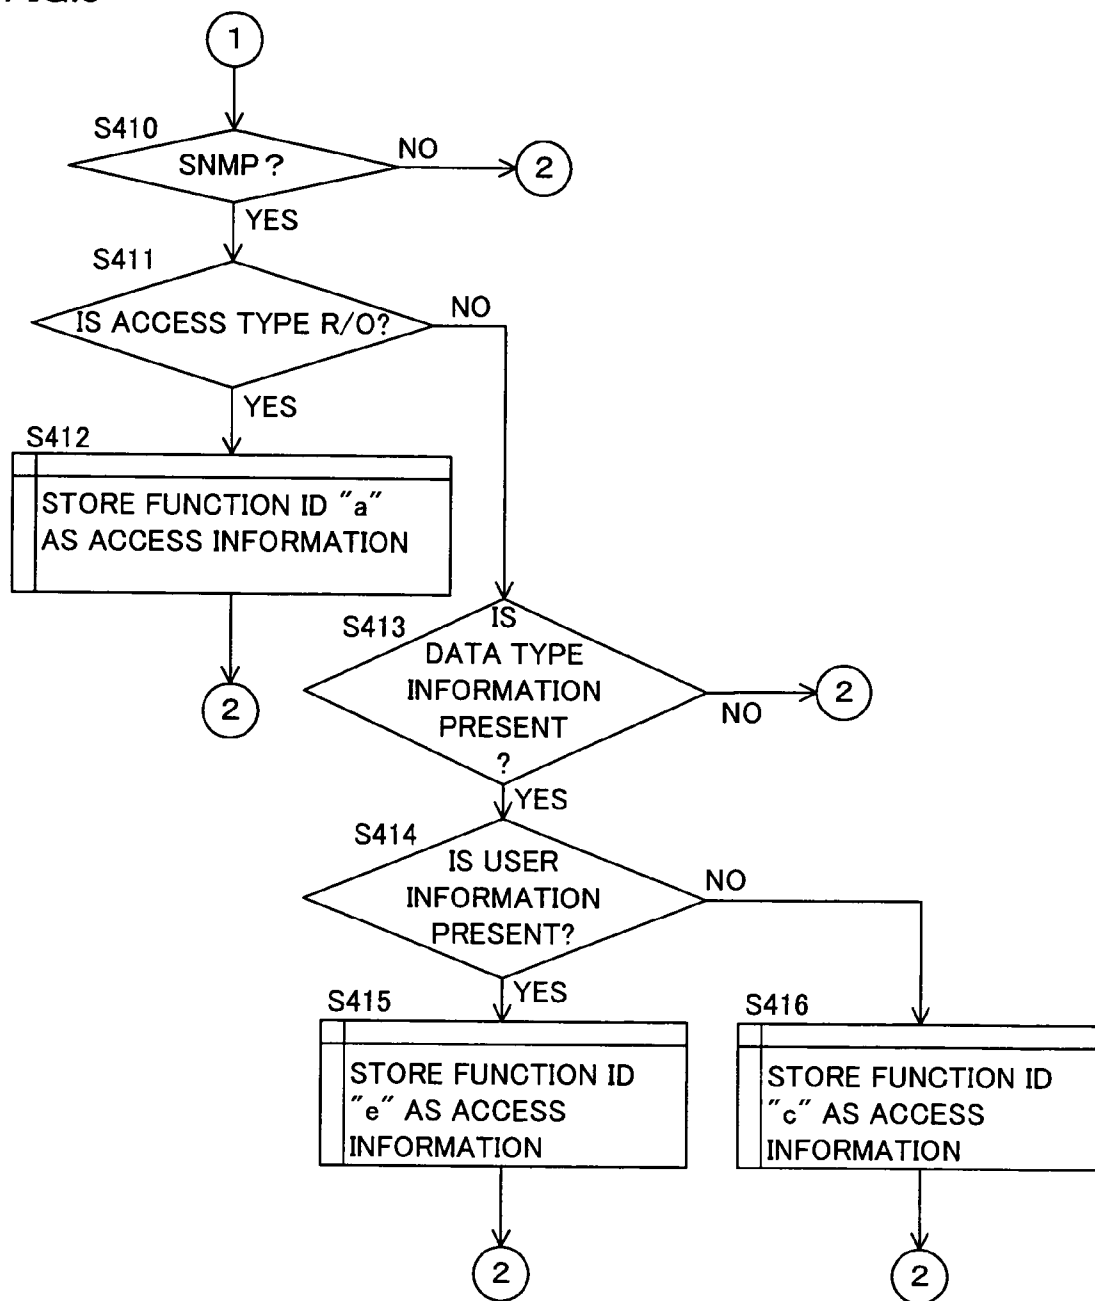 1
S410
SNMP?
NO
2
YES
S411
IS ACCESS TYPE R/O?
NO
YES
S412
STORE FUNCTION ID "a"
AS ACCESS INFORMATION
2
S413
IS
DATA TYPE
INFORMATION
PRESENT
?
NO
2
YES
S414
IS USER
INFORMATION
PRESENT?
NO
YES
S415
STORE FUNCTION ID
"e" AS ACCESS
INFORMATION
2
S416
STORE FUNCTION ID
"c" AS ACCESS
INFORMATION
2